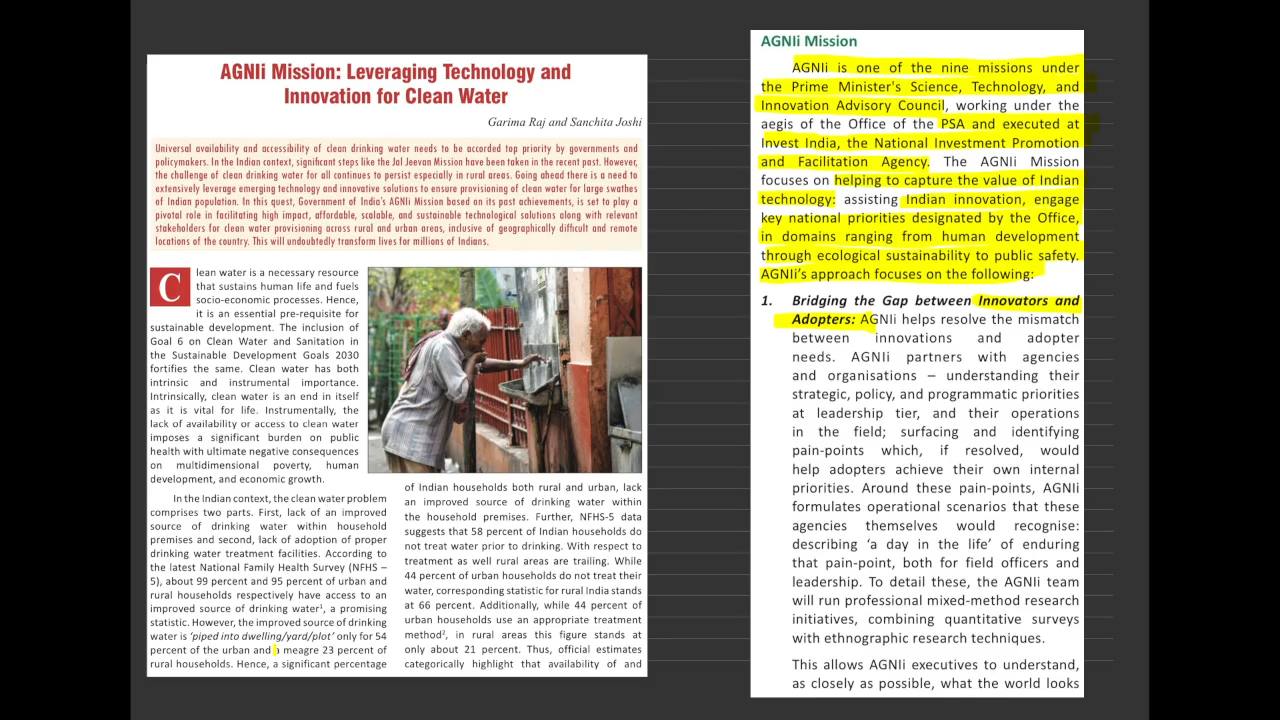 AGNIi Mission: Leveraging Technology and
Innovation for Clean Water
Garima Raj and Sanchita Joshi
Universal availability and accessibility of clean drinking water needs to be accorded top priority by governments and
policymakers. In the Indian context, significant steps like the Jal Jeevan Mission have been taken in the recent past. However,
the challenge of clean drinking water for all continues to persist especially in rural areas. Going ahead there is a need to
extensively leverage emerging technology and innovative solutions to ensure provisioning of clean water for large swathes
of Indian population. In this quest, Government of India's AGNIi Mission based on its past achievements, is set to play a
pivotal role in facilitating high impact, affordable, scalable, and sustainable technological solutions along with relevant
stakeholders for clean water provisioning across rural and urban areas, inclusive of geographically difficult and remote
locations of the country. This will undoubtedly transform lives for millions of Indians.
Clean water is a necessary resource
that sustains human life and fuels
socio-economic processes. Hence,
it is an essential pre-requisite for
sustainable development. The inclusion of
Goal 6 on Clean Water and Sanitation in
the Sustainable Development Goals 2030
fortifies the same. Clean water has both
intrinsic and instrumental importance.
Intrinsically, clean water is an end in itself
as it is vital for life. Instrumentally, the
lack of availability or access to clean water
imposes a significant burden on public
health with ultimate negative consequences
on multidimensional poverty, human
development, and economic growth.
In the Indian context, the clean water problem
comprises two parts. First, lack of an improved
source of drinking water within household
premises and second, lack of adoption of proper
drinking water treatment facilities. According to
the latest National Family Health Survey (NFHS –
5), about 99 percent and 95 percent of urban and
rural households respectively have access to an
improved source of drinking water¹, a promising
statistic. However, the improved source of drinking
water is 'piped into dwelling/yard/plot' only for 54
percent of the urban and a meagre 23 percent of
rural households. Hence, a significant percentage
of Indian households both rural and urban, lack
an improved source of drinking water within
the household premises. Further, NFHS-5 data
suggests that 58 percent of Indian households do
not treat water prior to drinking. With respect to
treatment as well rural areas are trailing. While
44 percent of urban households do not treat their
water, corresponding statistic for rural India stands
at 66 percent. Additionally, while 44 percent of
urban households use an appropriate treatment
method², in rural areas this figure stands at
only about 21 percent. Thus, official estimates
categorically highlight that availability of and
AGNIi Mission
AGNIi is one of the nine missions under
the Prime Minister's Science, Technology, and
Innovation Advisory Council, working under the
aegis of the Office of the PSA and executed at
Invest India, the National Investment Promotion
and Facilitation Agency. The AGNIi Mission
focuses on helping to capture the value of Indian
technology: assisting Indian innovation, engage
key national priorities designated by the Office,
in domains ranging from human development
through ecological sustainability to public safety.
AGNIi's approach focuses on the following:
1. Bridging the Gap between Innovators and
Adopters: AGNIi helps resolve the mismatch
between innovations and adopter
needs. AGNIi partners with agencies
and organisations – understanding their
strategic, policy, and programmatic priorities
at leadership tier, and their operations
in the field; surfacing and identifying
pain-points which, if resolved, would
help adopters achieve their own internal
priorities. Around these pain-points, AGNIi
formulates operational scenarios that these
agencies themselves would recognise:
describing 'a day in the life' of enduring
that pain-point, both for field officers and
leadership. To detail these, the AGNIi team
will run professional mixed-method research
initiatives, combining quantitative surveys
with ethnographic research techniques.
This allows AGNIi executives to understand,
as closely as possible, what the world looks